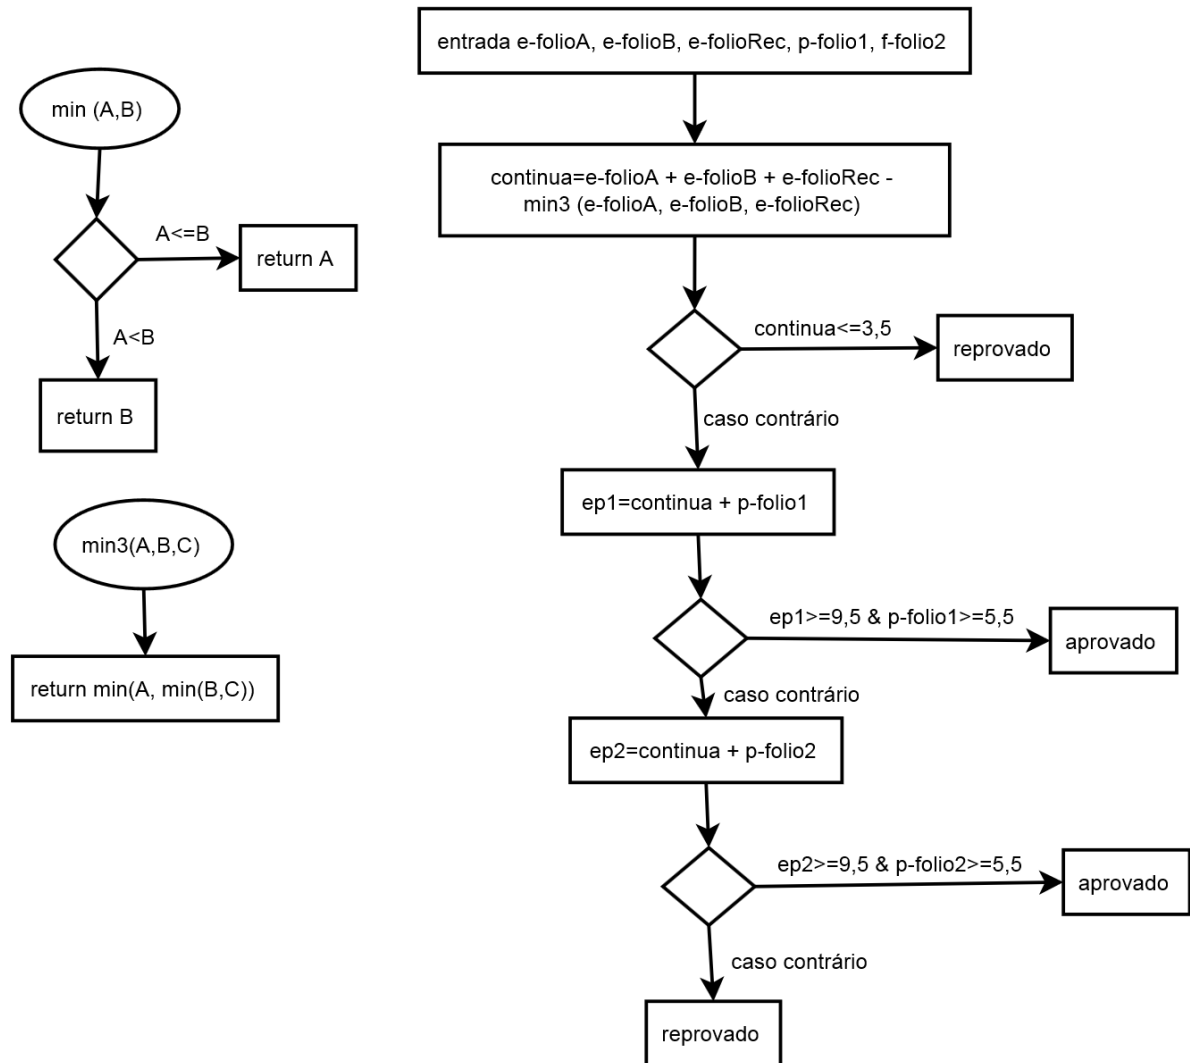 entrada e-folioA, e-folioB, e-folioRec, p-folio1, f-folio2
min (A,B)
continua=e-folioA + e-folioB + e-folioRec -
min3 (e-folioA, e-folioB, e-folioRec)
A<=B
return A
A<B
return B
continua<=3,5
reprovado
caso contrário
ep1=continua + p-folio1
min3(A,B,C)
return min(A, min(B,C))
ep1>=9,5 & p-folio1>=5,5
aprovado
caso contrário
ep2=continua + p-folio2
ep2>=9,5 & p-folio2>=5,5
aprovado
caso contrário
reprovado